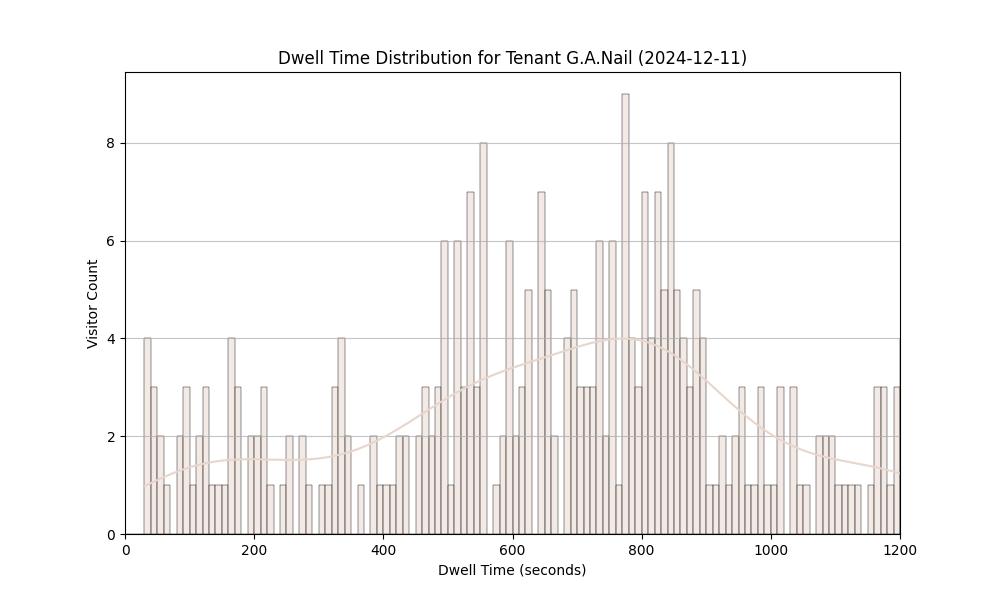 Dwell Time Distribution for Tenant G.A.Nail (2024-12-11)
Visitor Count
8
6
4
2
0
0 200 400 600 800 1000 1200
Dwell Time (seconds)